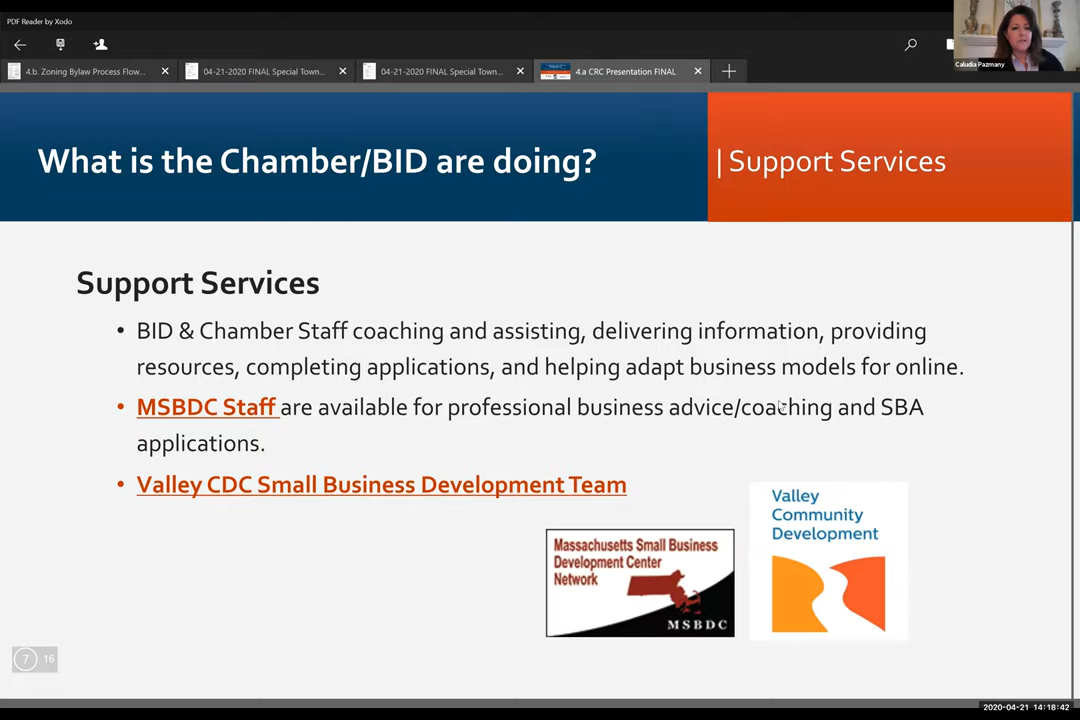 PDF Reader by Xodo
4.b. Zoning Bylaw Process Flow...
04-21-2020 FINAL Special Town...
04-21-2020 FINAL Special Town...
4.a CRC Presentation FINAL
Caludia Pazmany
What is the Chamber/BID are doing?
| Support Services
Support Services
• BID & Chamber Staff coaching and assisting, delivering information, providing
resources, completing applications, and helping adapt business models for online.
• MSBDC Staff are available for professional business advice/coaching and SBA
applications.
• Valley CDC Small Business Development Team
Massachusetts Small Business
Development Center
Network
MSBDC
Valley
Community
Development
7 16
2020-04-21 14:18:42